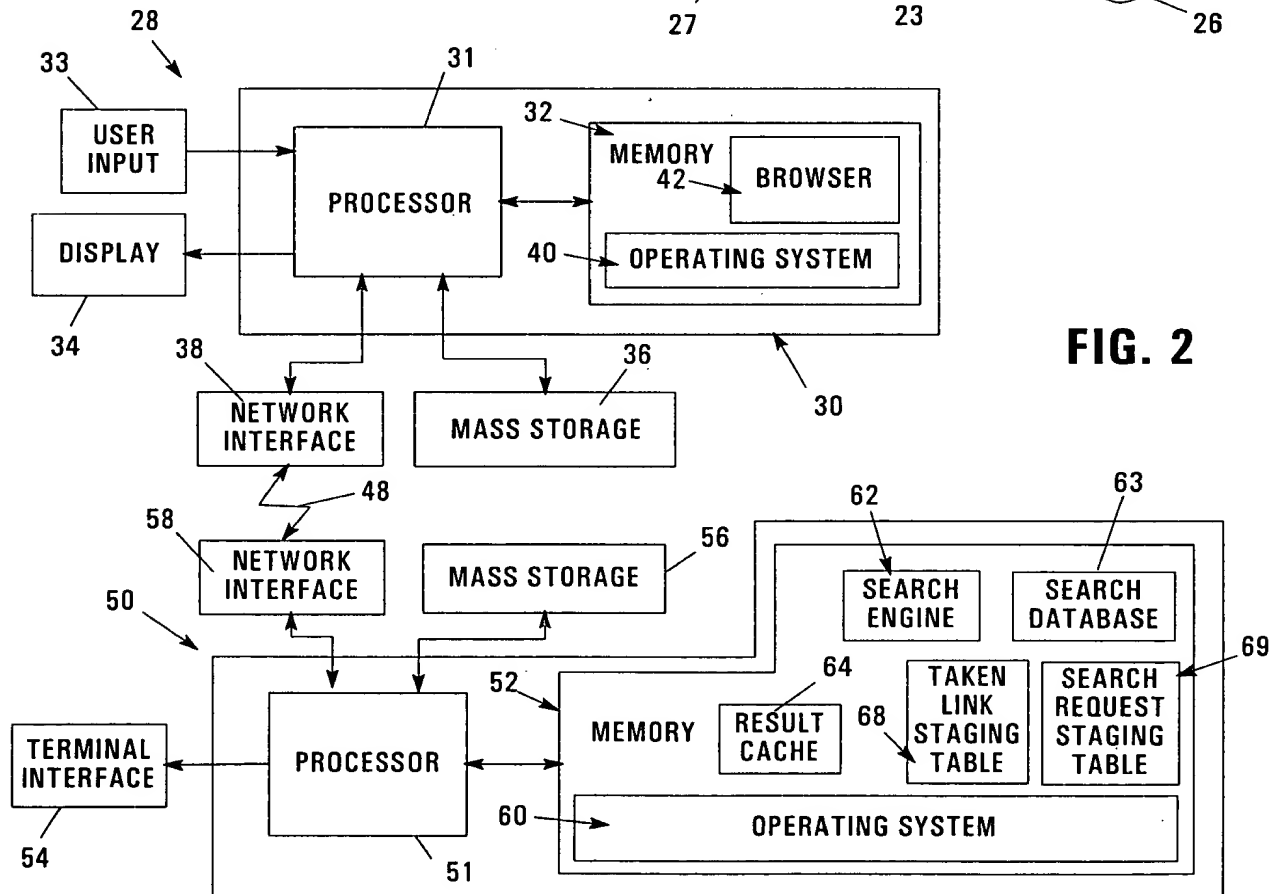 27
23
26
28
33
31
USER
INPUT
32
MEMORY
42
BROWSER
PROCESSOR
DISPLAY
40
OPERATING SYSTEM
34
38
36
30
FIG. 2
NETWORK
INTERFACE
MASS STORAGE
48
58
56
62
63
NETWORK
INTERFACE
MASS STORAGE
SEARCH
ENGINE
SEARCH
DATABASE
50
52
64
69
TAKEN
LINK
STAGING
TABLE
SEARCH
REQUEST
STAGING
TABLE
68
MEMORY
RESULT
CACHE
TERMINAL
INTERFACE
PROCESSOR
60
OPERATING SYSTEM
54
51